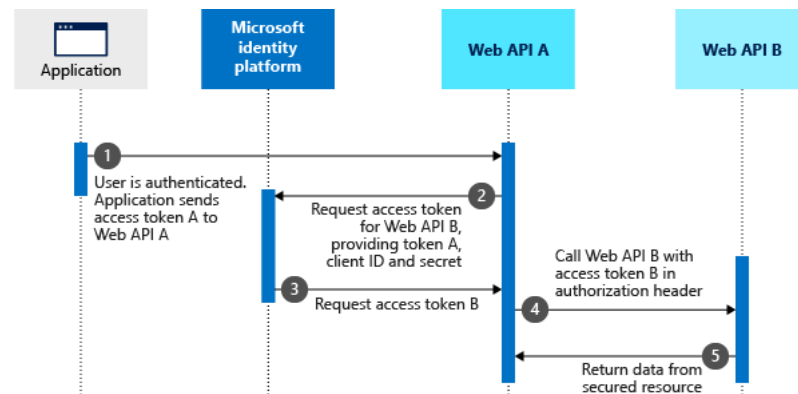 Application
Microsoft
identity
platform
Web API A
Web API B
1
User is authenticated.
Application sends
access token A to
Web API A
2
Request access token
for Web API B,
providing token A,
client ID and secret
3
Request access token B
Call Web API B with
access token B in
authorization header
4
5
Return data from
secured resource